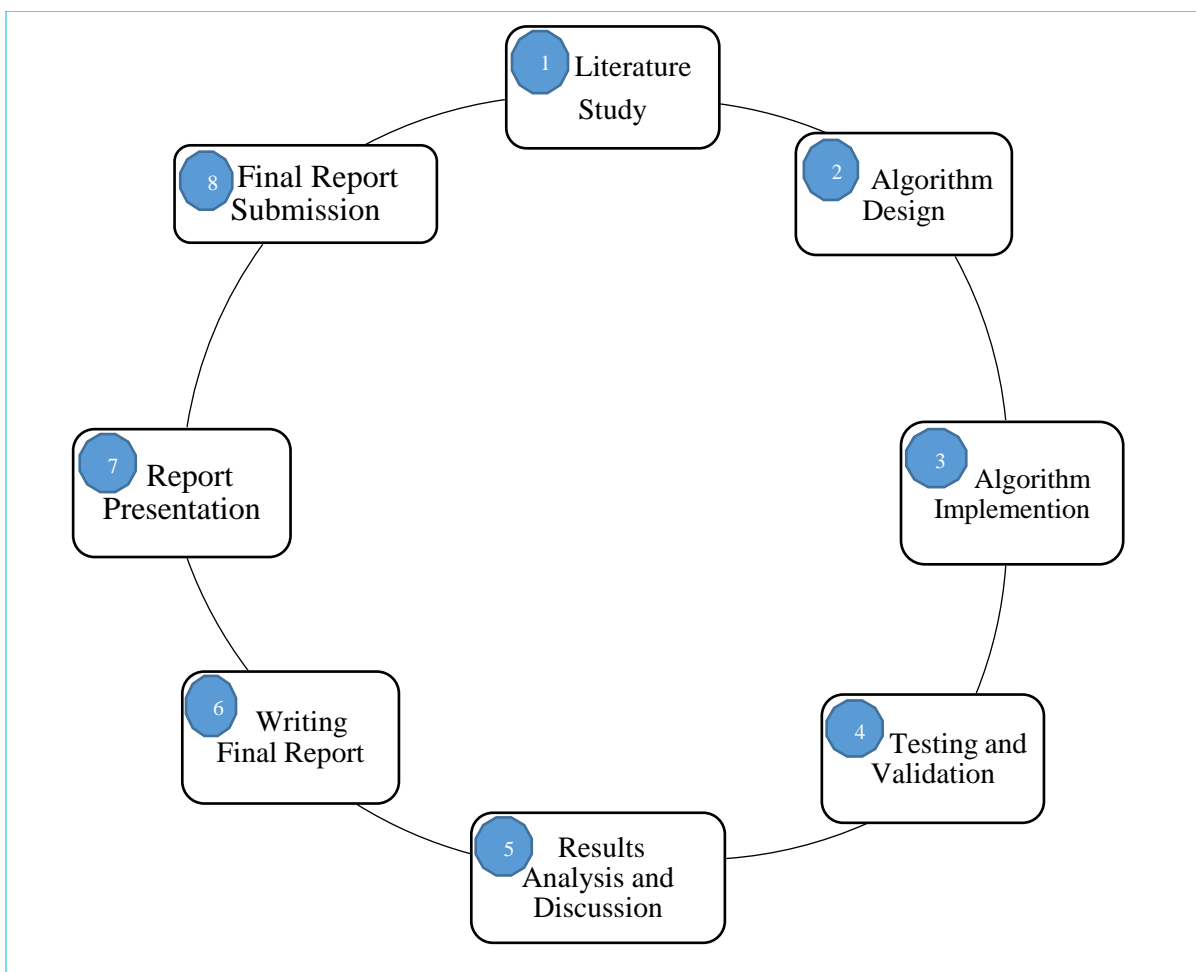 1 Literature
Study
2 Algorithm
Design
3 Algorithm
Implemention
4 Testing and
Validation
5 Results
Analysis and
Discussion
6 Writing
Final Report
7 Report
Presentation
8 Final Report
Submission